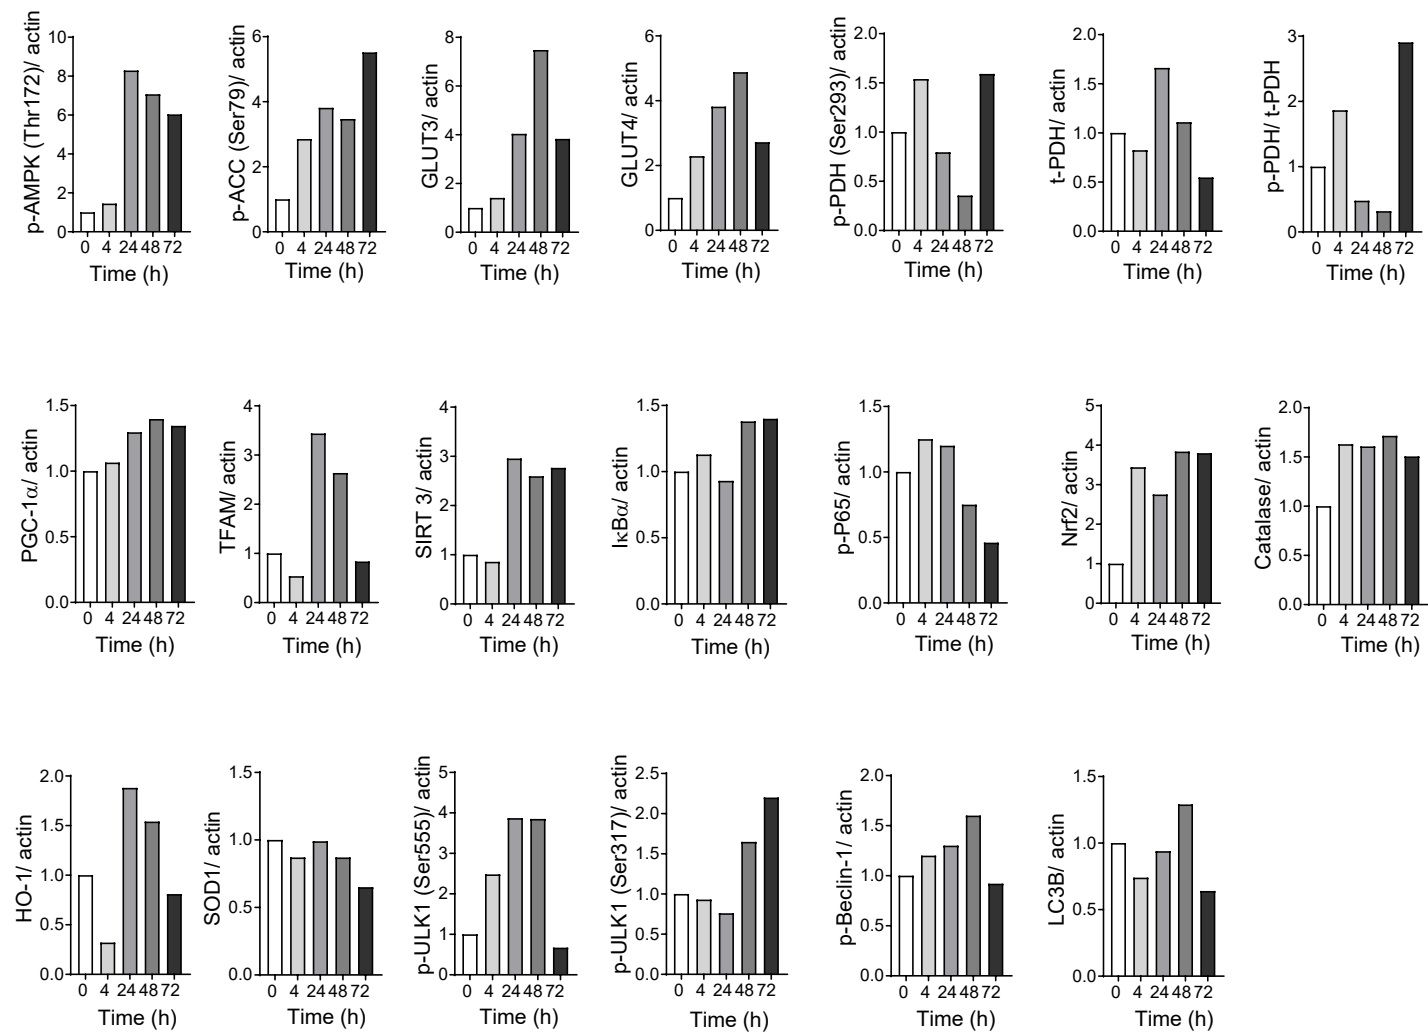 p-AMPK (Thr172)/ actin
10
8
6
4
2
0
0 4 24 48 72
Time (h)
p-ACC (Ser79)/ actin
6
4
2
0
0 4 24 48 72
Time (h)
GLUT3/ actin
8
6
4
2
0
0 4 24 48 72
Time (h)
GLUT4/ actin
6
4
2
0
0 4 24 48 72
Time (h)
p-PDH (Ser293)/ actin
2.0
1.5
1.0
0.5
0.0
0 4 24 48 72
Time (h)
t-PDH/ actin
2.0
1.5
1.0
0.5
0.0
0 4 24 48 72
Time (h)
p-PDH/ t-PDH
3
2
1
0
0 4 24 48 72
Time (h)
PGC-1α/ actin
1.5
1.0
0.5
0.0
0 4 24 48 72
Time (h)
TFAM/ actin
4
3
2
1
0
0 4 24 48 72
Time (h)
SIRT 3/ actin
4
3
2
1
0
0 4 24 48 72
Time (h)
IκBα/ actin
1.5
1.0
0.5
0.0
0 4 24 48 72
Time (h)
p-P65/ actin
1.5
1.0
0.5
0.0
0 4 24 48 72
Time (h)
Nrf2/ actin
5
4
3
2
1
0
0 4 24 48 72
Time (h)
Catalase/ actin
2.0
1.5
1.0
0.5
0.0
0 4 24 48 72
Time (h)
HO-1/ actin
2.0
1.5
1.0
0.5
0.0
0 4 24 48 72
Time (h)
SOD1/ actin
1.5
1.0
0.5
0.0
0 4 24 48 72
Time (h)
p-ULK1 (Ser555)/ actin
5
4
3
2
1
0
0 4 24 48 72
Time (h)
p-ULK1 (Ser317)/ actin
2.5
2.0
1.5
1.0
0.5
0.0
0 4 24 48 72
Time (h)
p-Beclin-1/ actin
2.0
1.5
1.0
0.5
0.0
0 4 24 48 72
Time (h)
LC3B/ actin
1.5
1.0
0.5
0.0
0 4 24 48 72
Time (h)